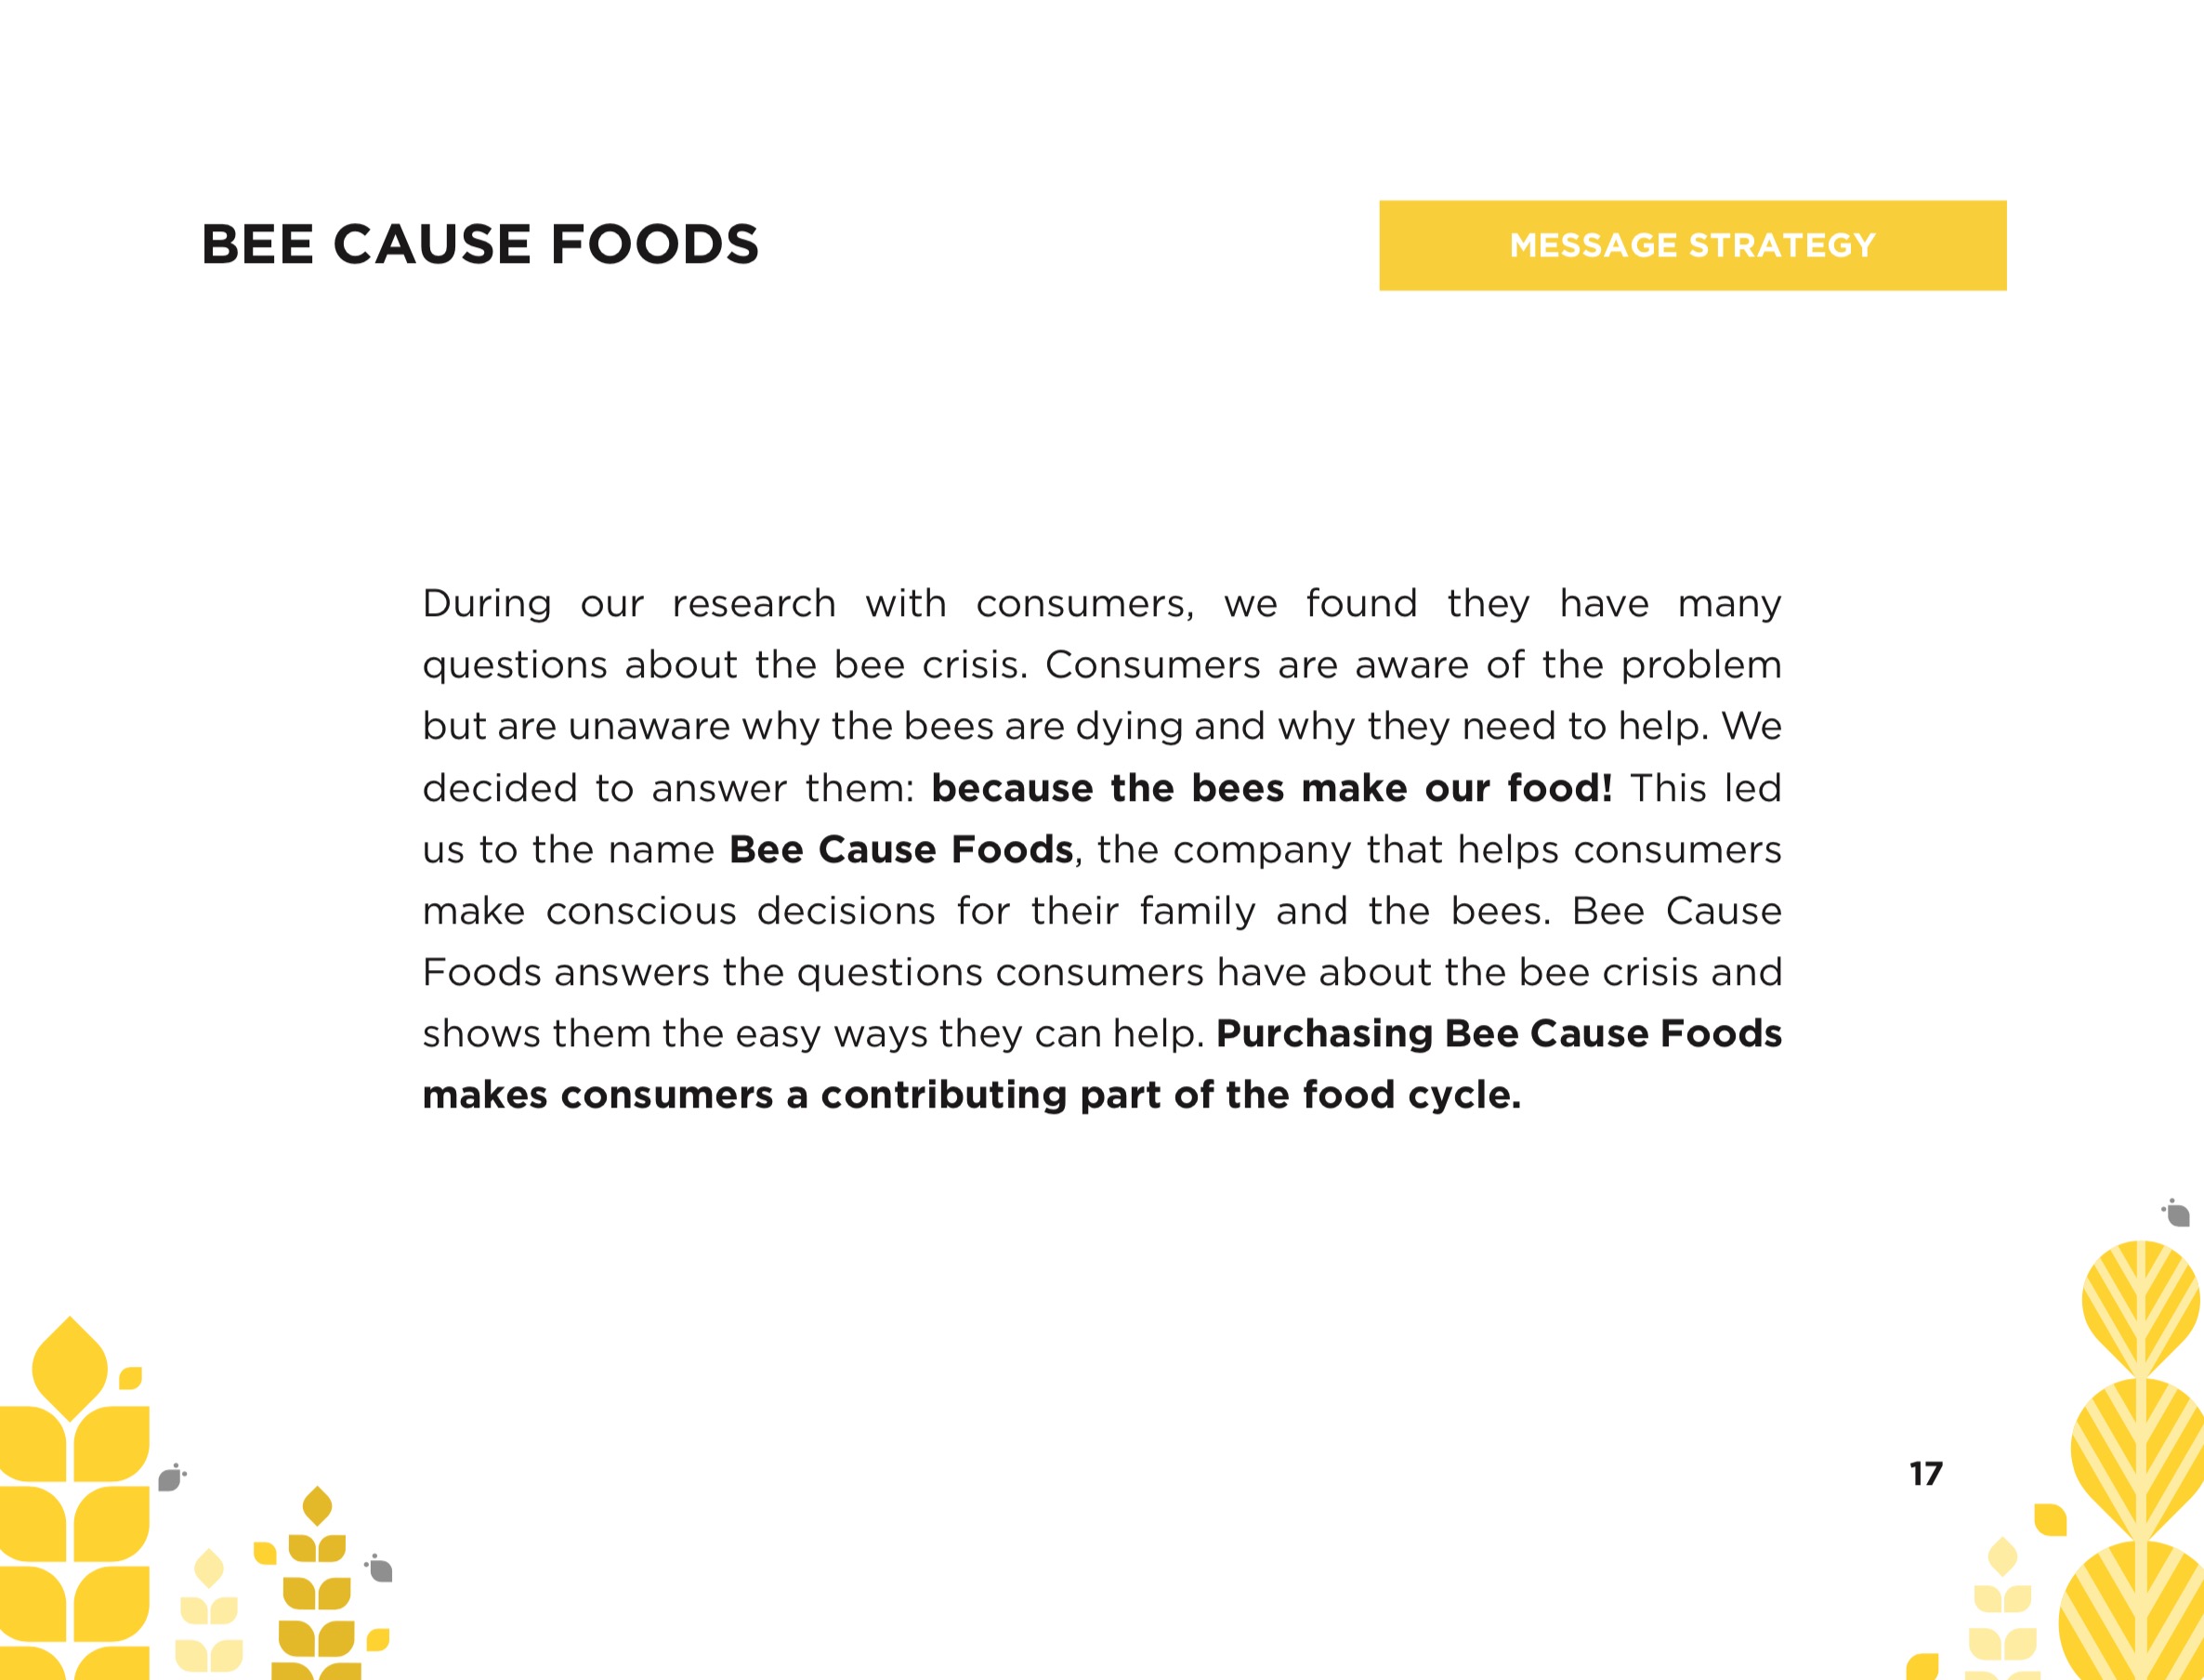 BEE CAUSE FOODS
MESSAGE STRATEGY
During our research with consumers, we found they have many
questions about the bee crisis. Consumers are aware of the problem
but are unaware why the bees are dying and why they need to help. We
decided to answer them: because the bees make our food! This led
us to the name Bee Cause Foods, the company that helps consumers
make conscious decisions for their family and the bees. Bee Cause
Foods answers the questions consumers have about the bee crisis and
shows them the easy ways they can help. Purchasing Bee Cause Foods
makes consumers a contributing part of the food cycle.
17